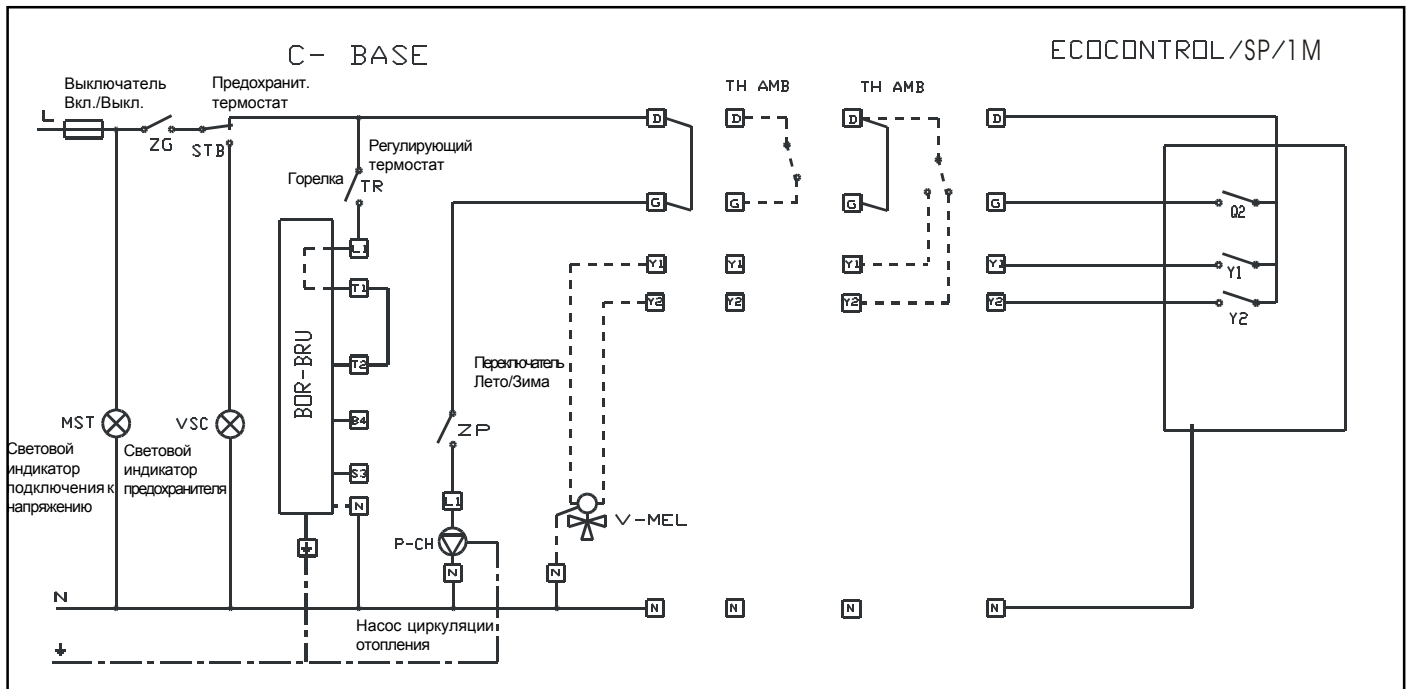 C- BASE
ECOCONTROL/SP/1M
Выключатель
Вкл./Выкл.
Предохранит.
термостат
TH AMB
TH AMB
L
ZG
STB
D
D
D
D
Регулирующий
термостат
Горелка
TR
G
G
G
G
Q2
L1
Y1
Y1
Y1
Y1
Y1
T1
Y2
Y2
Y2
Y2
Y2
BOR-BRU
T2
Переключатель
Лето/Зима
MST
VSC
B4
ZP
Световой
индикатор
подключения к
напряжению
Световой
индикатор
предохранителя
S3
N
L1
V-MEL
P-CH
N
N
N
N
N
N
N
Насос циркуляции
отопления